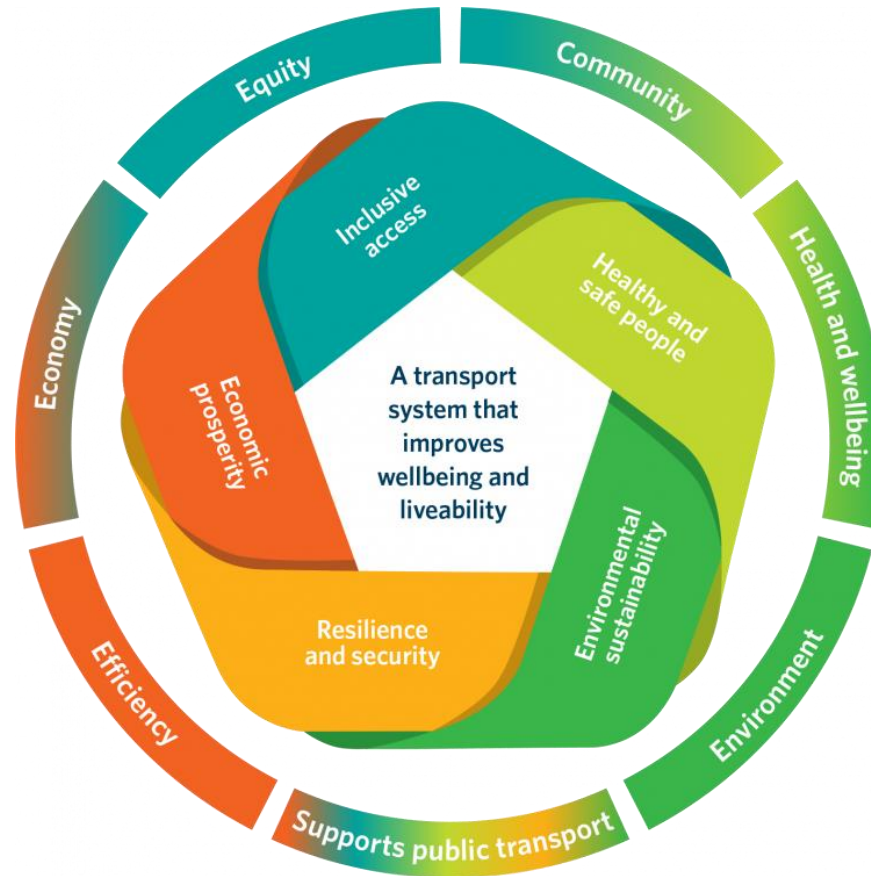 Equity
Community
Health and wellbeing
Environment
Supports public transport
Efficiency
Economy
Inclusive
access
Healthy and
safe people
Environmental
sustainability
Resilience
and security
Economic
prosperity
A transport
system that
improves
wellbeing and
liveability